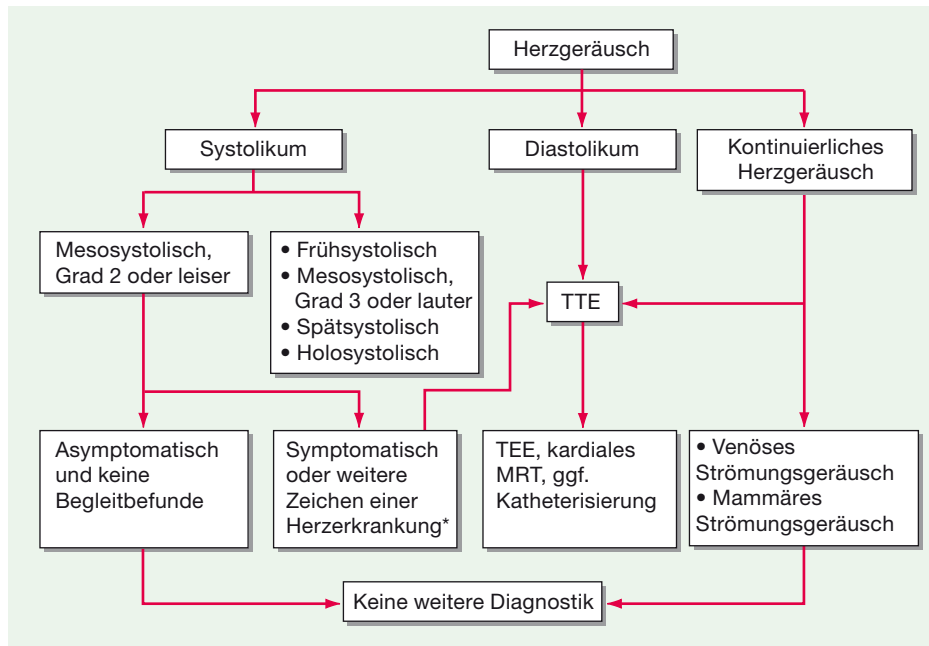 Herzgeräusch
Systolikum
Diastolikum
Kontinuierliches
Herzgeräusch
Mesosystolisch,
Grad 2 oder leiser
• Frühsystolisch
• Mesosystolisch,
Grad 3 oder lauter
• Spätsystolisch
• Holosystolisch
TTE
Asymptomatisch
und keine
Begleitbefunde
Symptomatisch
oder weitere
Zeichen einer
Herzerkrankung*
TEE, kardiales
MRT, ggf.
Katheterisierung
• Venöses
Strömungsgeräusch
• Mammäres
Strömungsgeräusch
Keine weitere Diagnostik